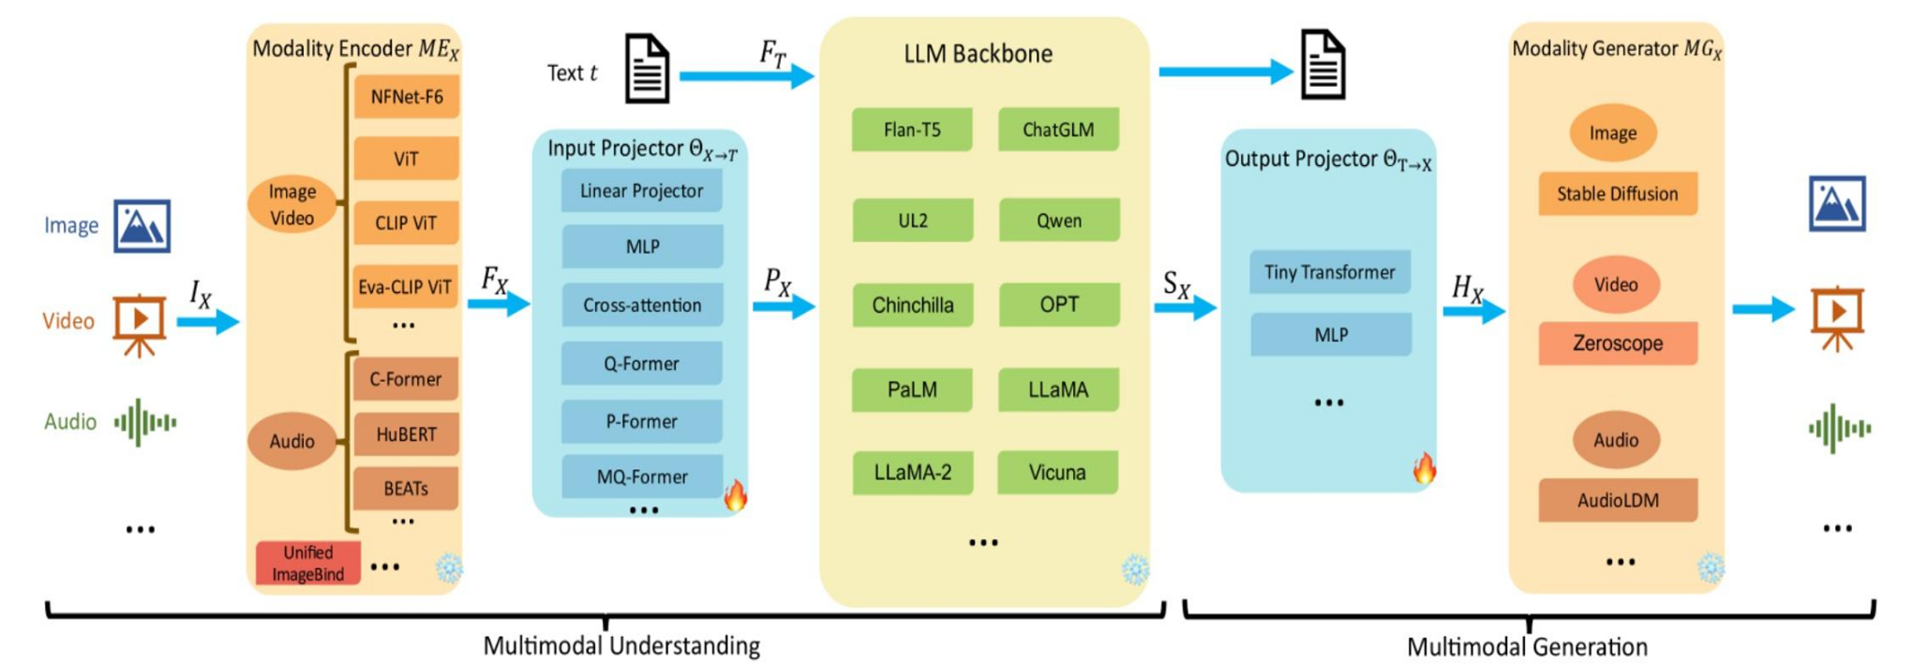 Image
Video
Audio
...
I_X
Modality Encoder ME_X
Image
Video
NFNet-F6
ViT
CLIP ViT
Eva-CLIP ViT
...
Audio
C-Former
HuBERT
BEATs
...
Unified
ImageBind
...
F_X
Text t
F_T
Input Projector Θ_X→T
Linear Projector
MLP
Cross-attention
Q-Former
P-Former
MQ-Former
...
P_X
LLM Backbone
Flan-T5
ChatGLM
UL2
Qwen
Chinchilla
OPT
PaLM
LLaMA
LLaMA-2
Vicuna
...
S_X
Output Projector Θ_T→X
Tiny Transformer
MLP
...
H_X
Modality Generator MG_X
Image
Stable Diffusion
Video
Zeroscope
Audio
AudioLDM
...
...
Multimodal Understanding
Multimodal Generation